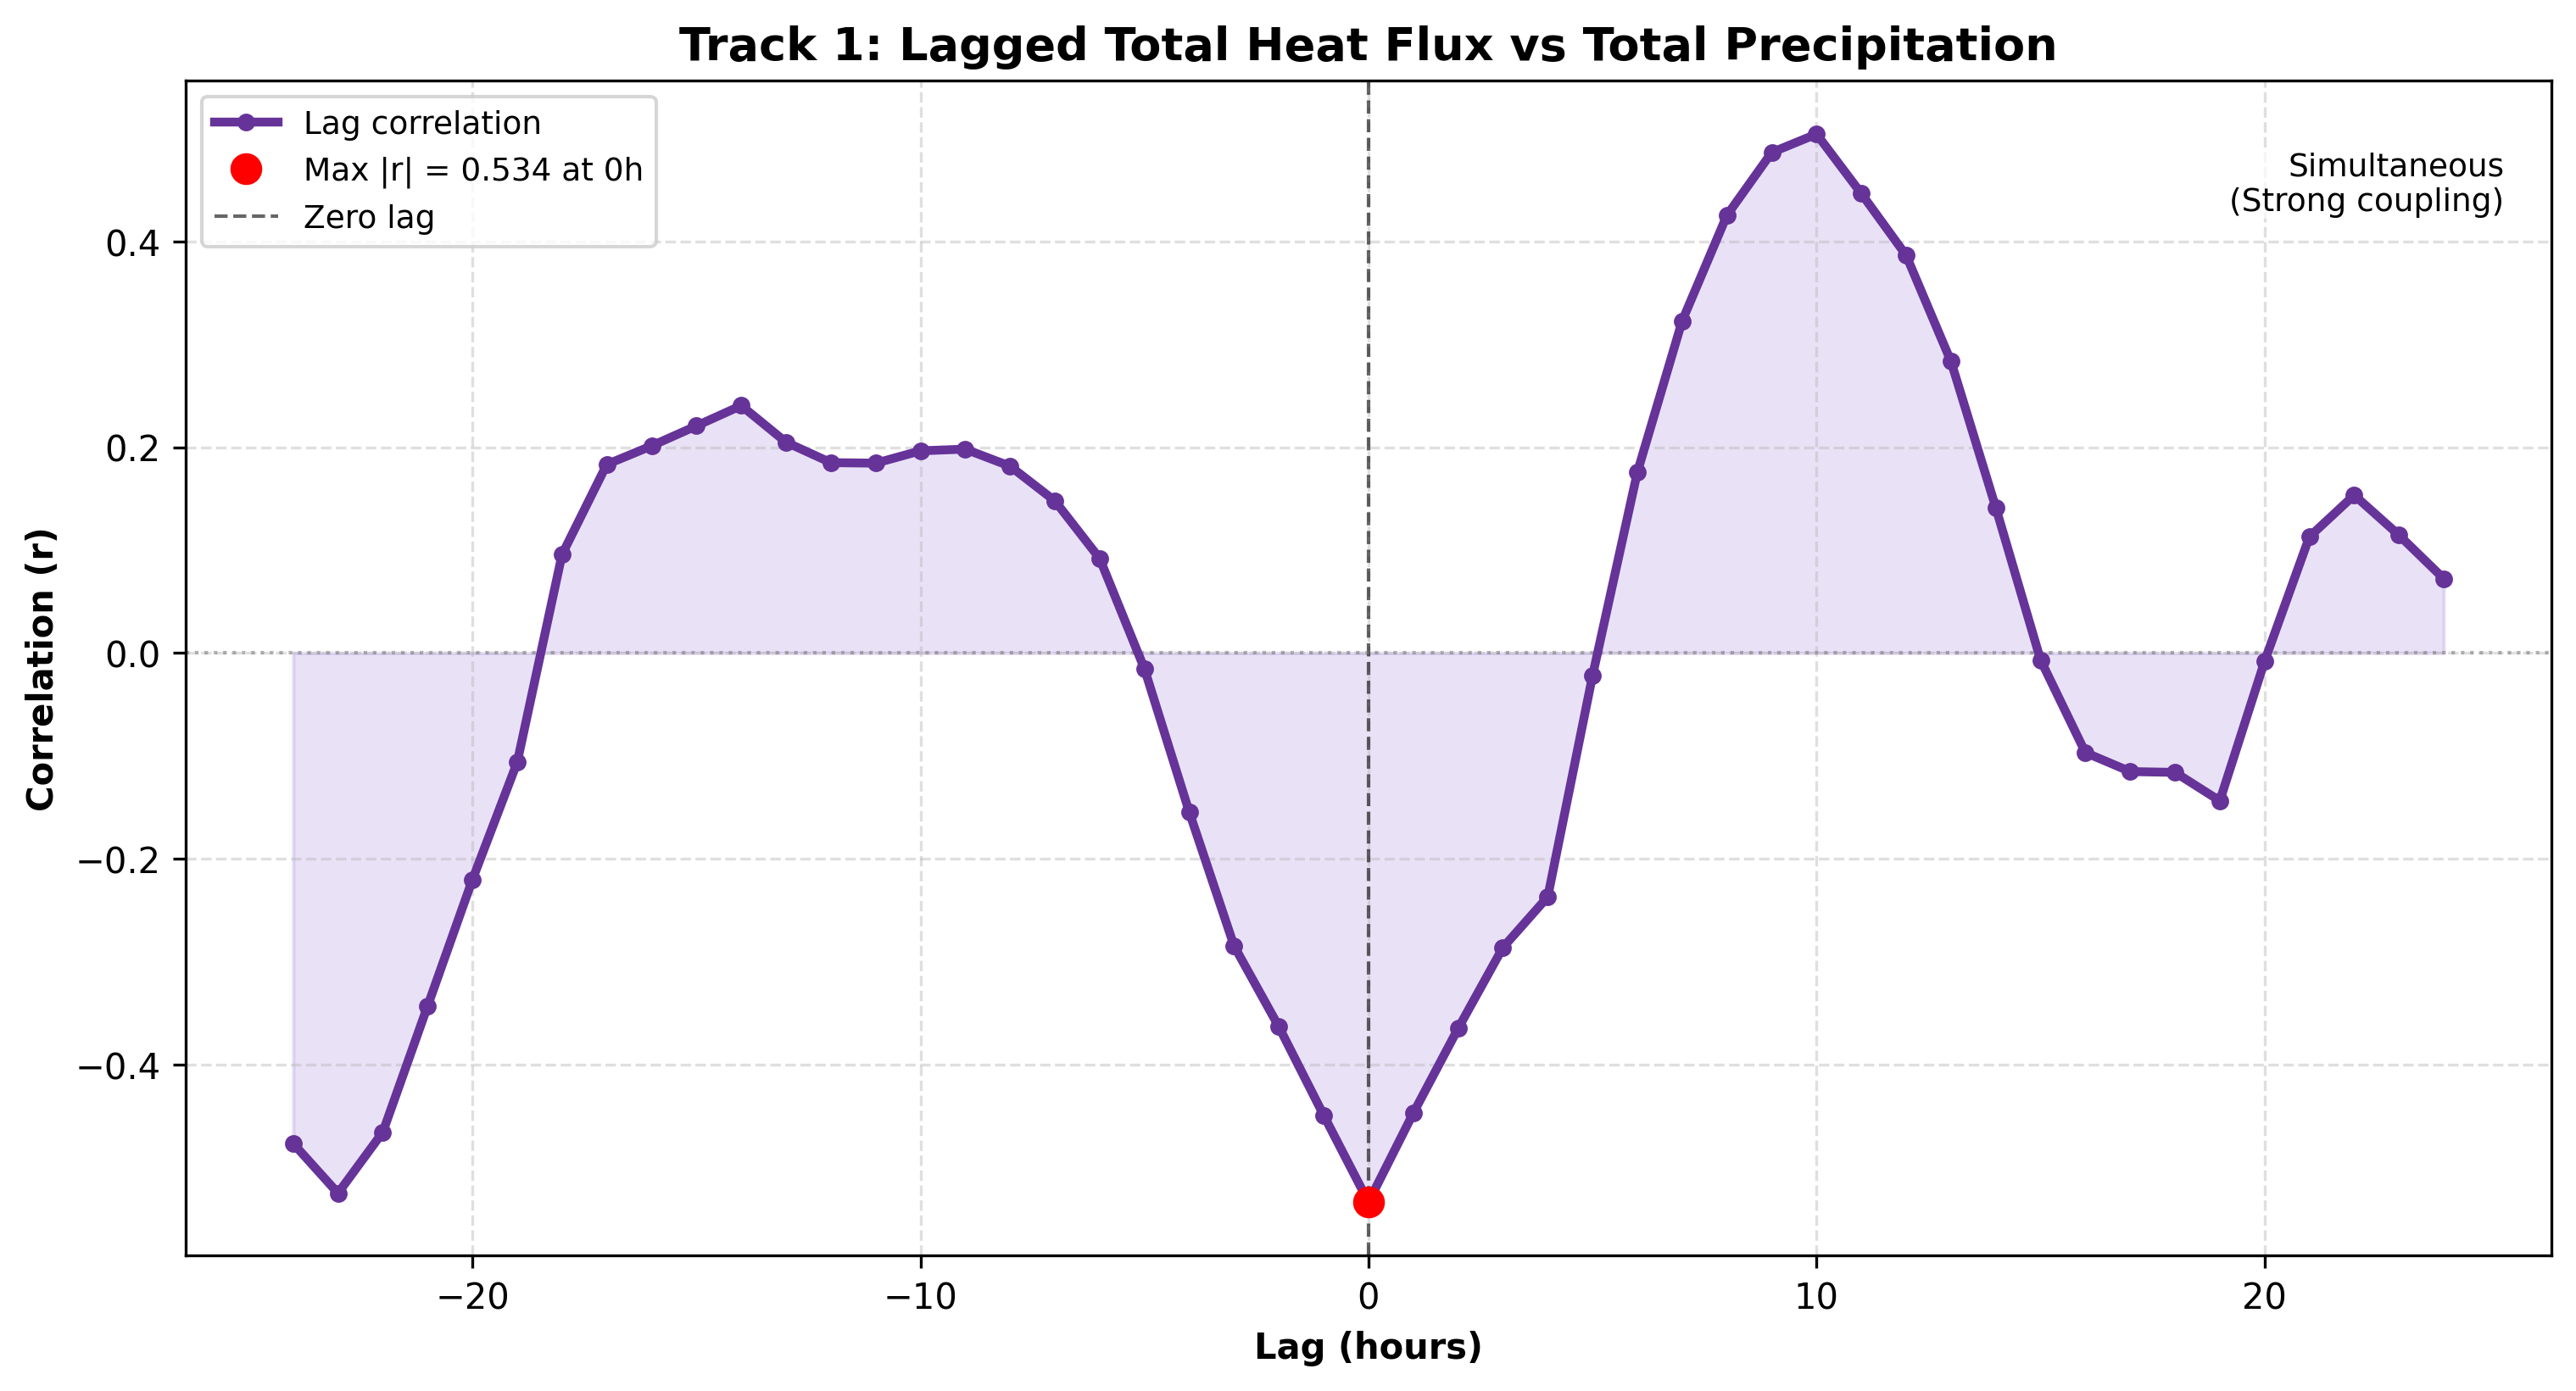 Track 1: Lagged Total Heat Flux vs Total Precipitation
Lag correlation
Max |r| = 0.534 at 0h
Zero lag
Simultaneous
(Strong coupling)
Correlation (r)
0.4
0.2
0.0
−0.2
−0.4
−20
−10
0
10
20
Lag (hours)